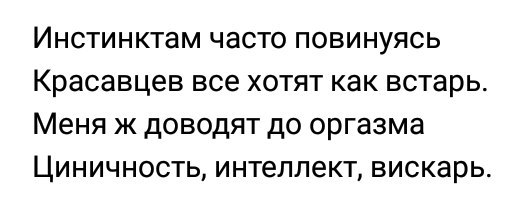 Инстинктам часто повинуясь
Красавцев все хотят как встарь.
Меня ж доводят до оргазма
Циничность, интеллект, вискарь.